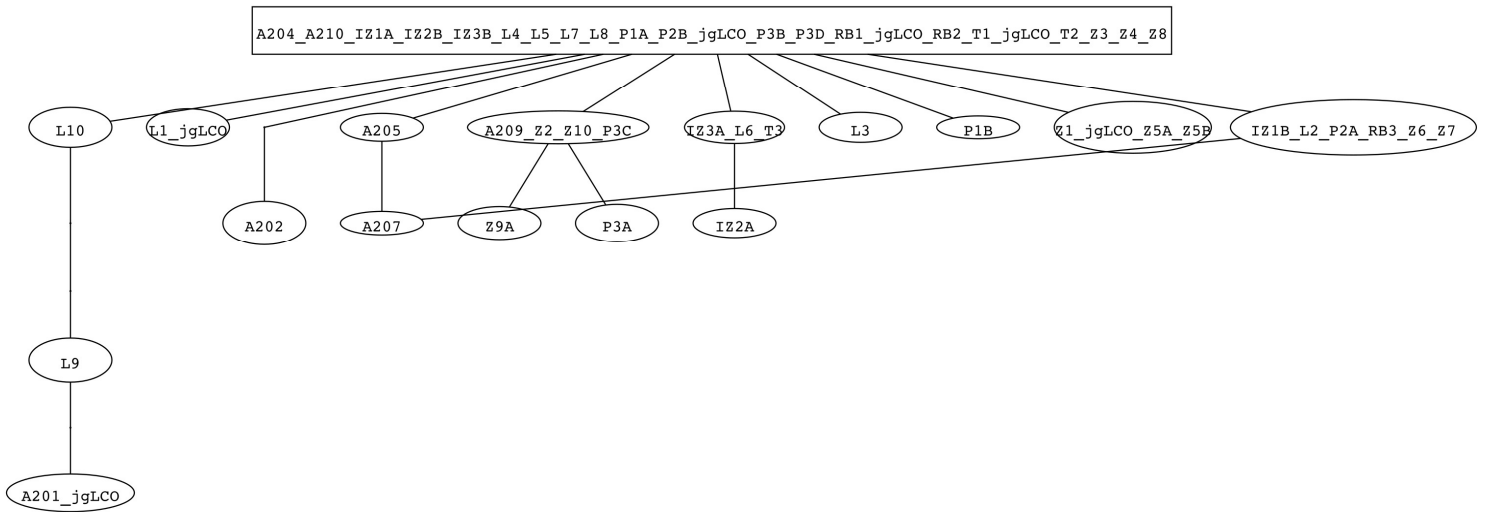 A204_A210_IZ1A_IZ2B_IZ3B_L4_L5_L7_L8_P1A_P2B_jgLCO_P3B_P3D_RB1_jgLCO_RB2_T1_jgLCO_T2_Z3_Z4_Z8
L10
L1_jgLCO
A205
A209_Z2_Z10_P3C
IZ3A_L6_T3
L3
P1B
Z1_jgLCO_Z5A_Z5B
IZ1B_L2_P2A_RB3_Z6_Z7
A202
A207
Z9A
P3A
IZ2A
L9
A201_jgLCO